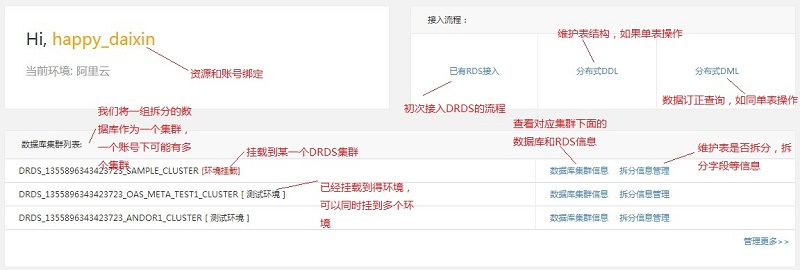 Hi, happy_daixin
当前环境: 阿里云
资源和账号绑定
接入流程：
维护表结构，如果单表操作
已有RDS接入
分布式DDL
分布式DML
初次接入DRDS的流程
数据订正查询，如同单表操作
我们将一组拆分的数
据库作为一个集群，
一个账号下可能有多
个集群
数据库集群列表:
挂载到某一个DRDS集群
查看对应集群下面的
数据库和RDS信息
维护表是否拆分，拆
分字段等信息
DRDS_1355896343423723_SAMPLE_CLUSTER [环境挂载]
数据库集群信息 拆分信息管理
DRDS_1355896343423723_OAS_META_TEST1_CLUSTER [ 测试环境 ]
数据库集群信息 拆分信息管理
已经挂载到得环境，
可以同时挂到多个环
境
DRDS_1355896343423723_ANDOR1_CLUSTER [ 测试环境 ]
数据库集群信息 拆分信息管理
管理更多>>